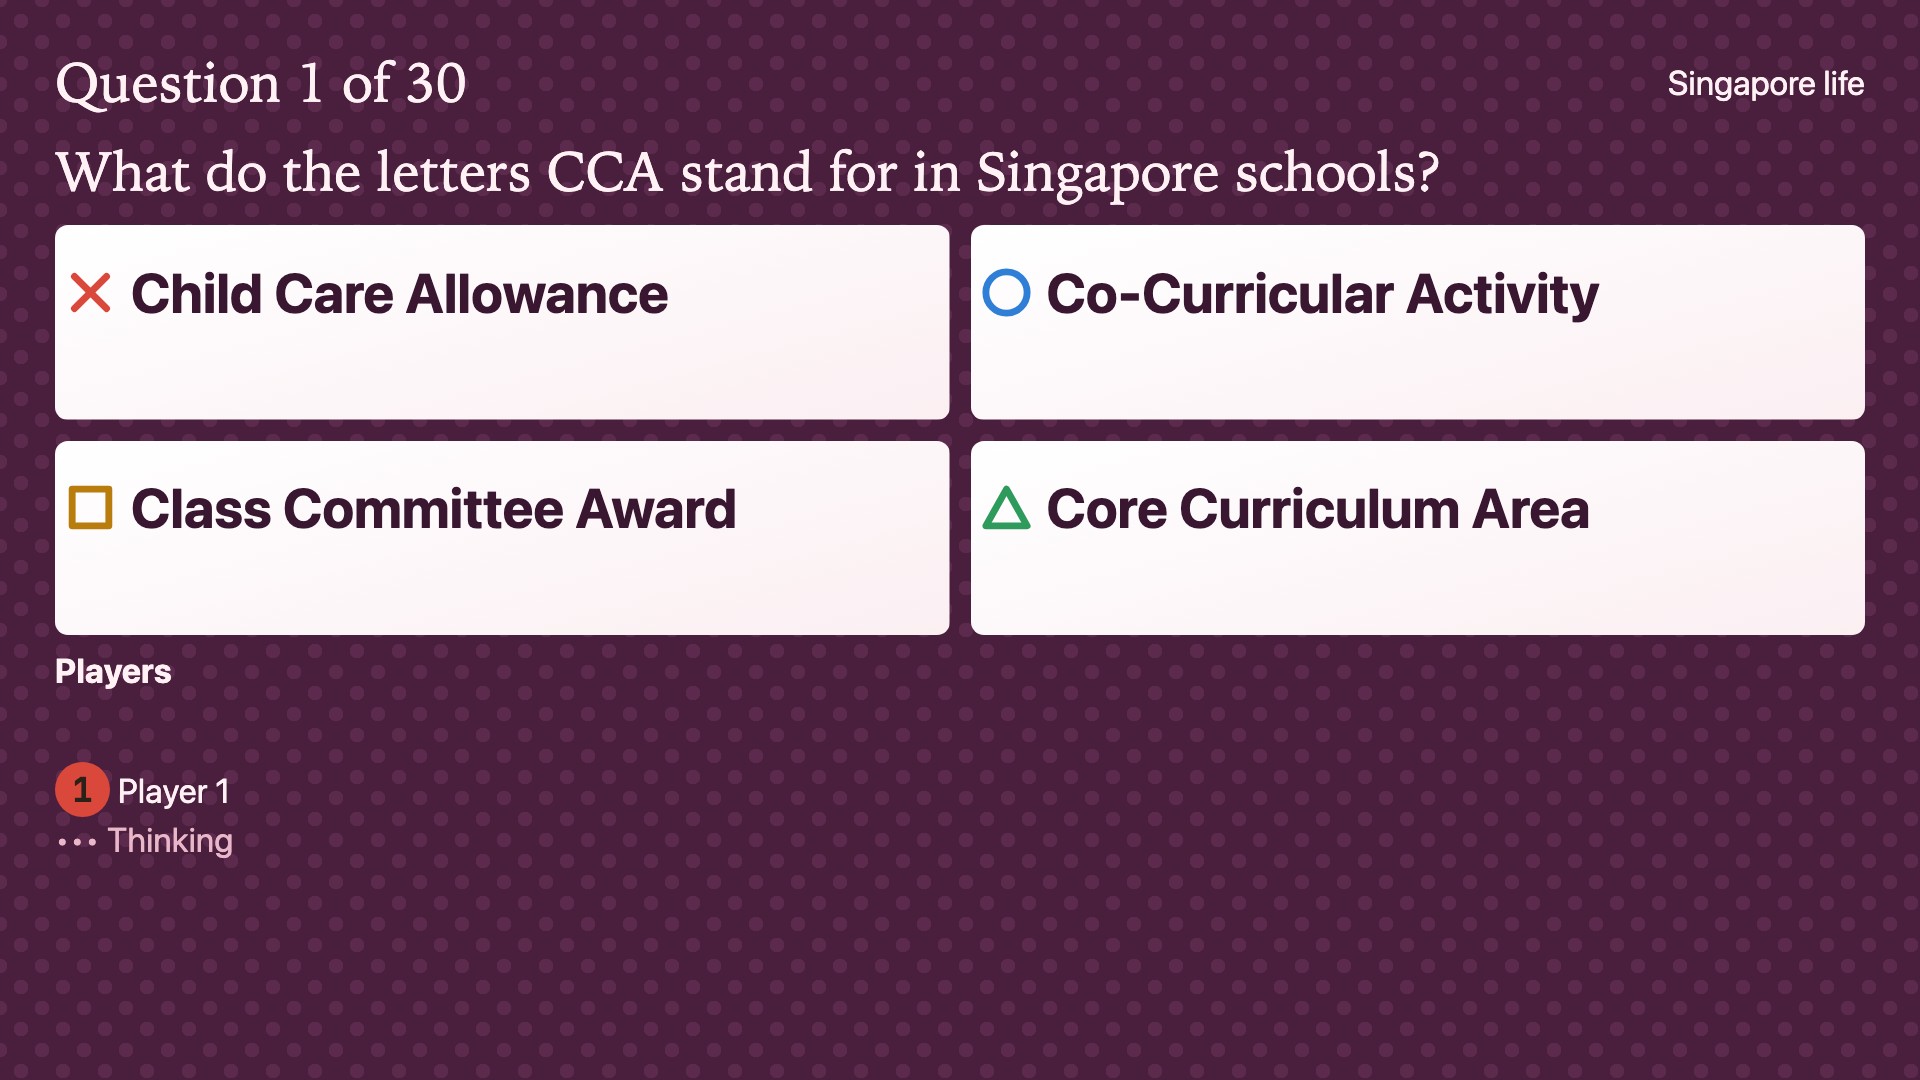 Question 1 of 30
Singapore life
What do the letters CCA stand for in Singapore schools?
Child Care Allowance
Co-Curricular Activity
Class Committee Award
Core Curriculum Area
Players
1 Player 1
Thinking